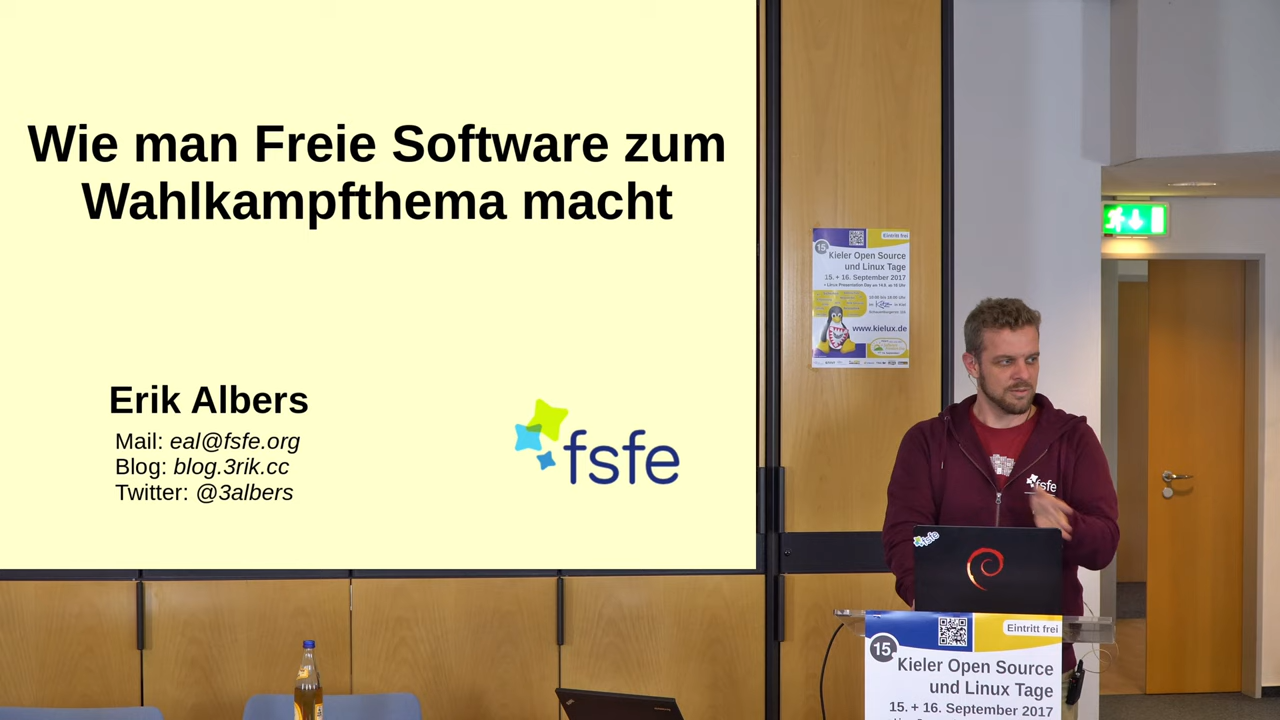 Wie man Freie Software zum
Wahlkampfthema macht
Erik Albers
Mail: eal@fsfe.org
Blog: blog.3rik.cc
Twitter: @3albers
fsfe
Eintritt frei
15.
Kieler Open Source
und Linux Tage
15. + 16. September 2017
www.kielux.de
fsfe
fsfe
Eintritt frei
15.
Kieler Open Source
und Linux Tage
15. + 16. September 2017